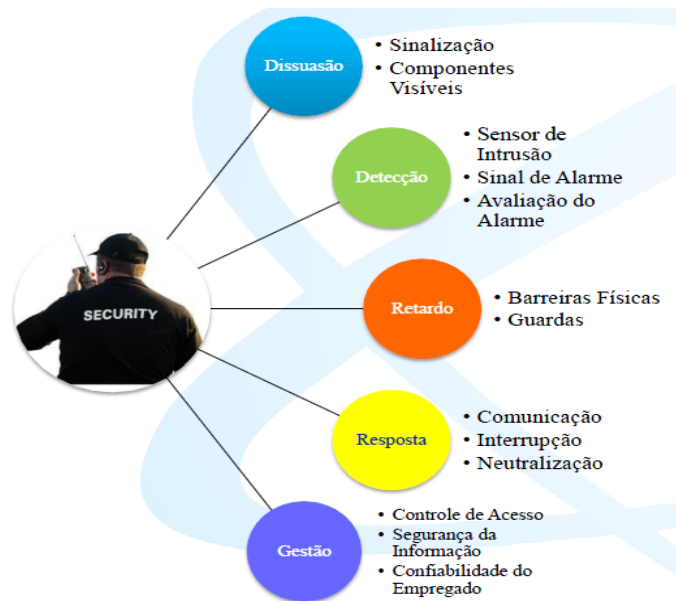 Dissuasão
• Sinalização
• Componentes
Visíveis
Detecção
• Sensor de
Intrusão
• Sinal de Alarme
• Avaliação do
Alarme
SECURITY
Retardo
• Barreiras Físicas
• Guardas
Resposta
• Comunicação
• Interrupção
• Neutralização
Gestão
• Controle de Acesso
• Segurança da
Informação
• Confiabilidade do
Empregado